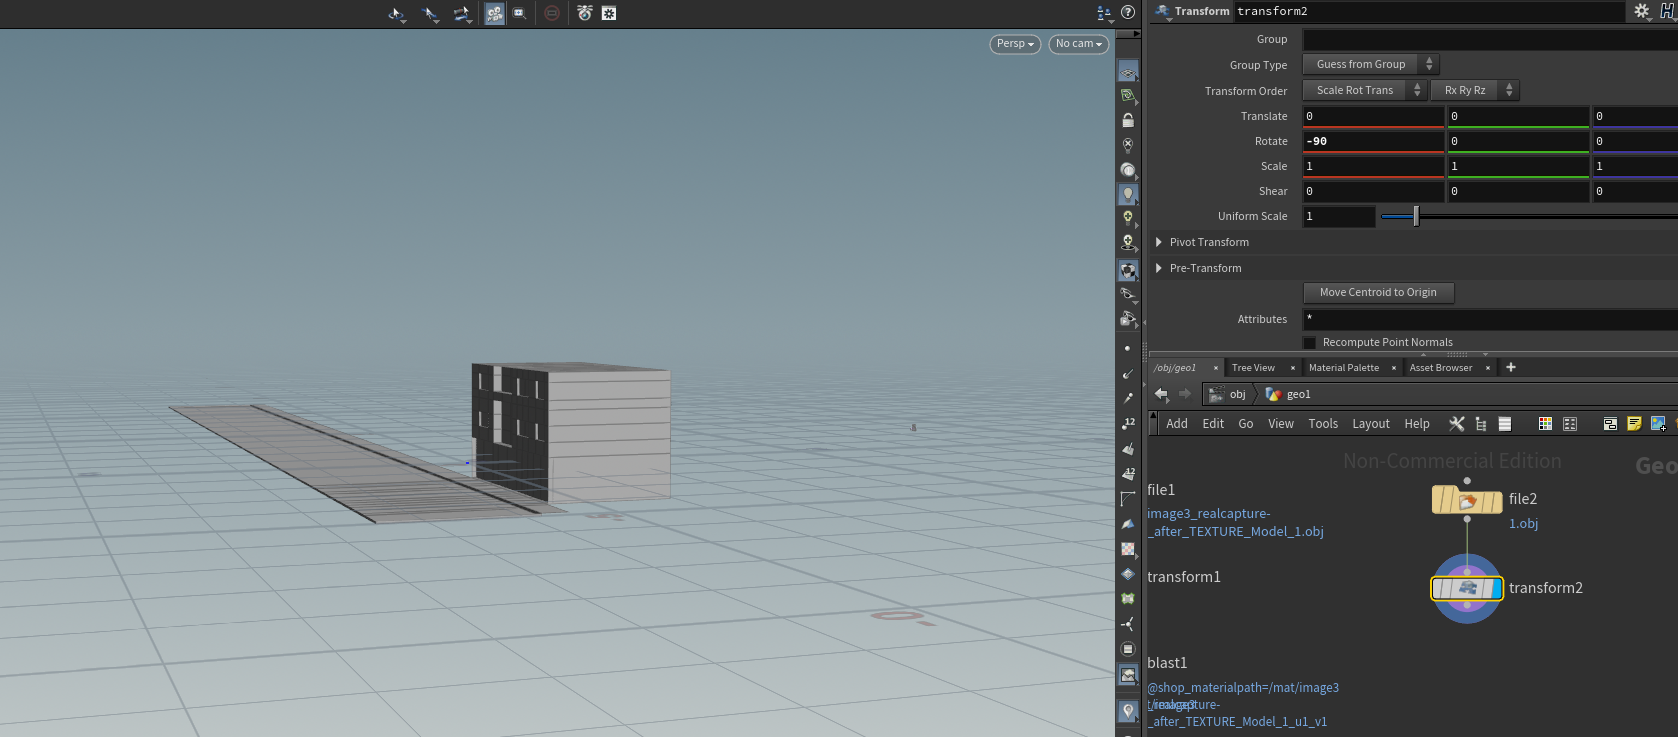 Persp
No cam
Transform transform2
Group
Group Type Guess from Group
Transform Order Scale Rot Trans Rx Ry Rz
Translate 0 0 0
Rotate -90 0 0
Scale 1 1 1
Shear 0 0 0
Uniform Scale 1
Pivot Transform
Pre-Transform
Move Centroid to Origin
Attributes *
Recompute Point Normals
/obj/geo1 Tree View Material Palette Asset Browser
obj geo1
Add Edit Go View Tools Layout Help
Non-Commercial Edition Geo
file1
image3_realcapture-
_after_TEXTURE_Model_1.obj
file2
1.obj
transform1
transform2
blast1
@shop_materialpath=/mat/image3
_after_TEXTURE_Model_1_u1_v1
12
12